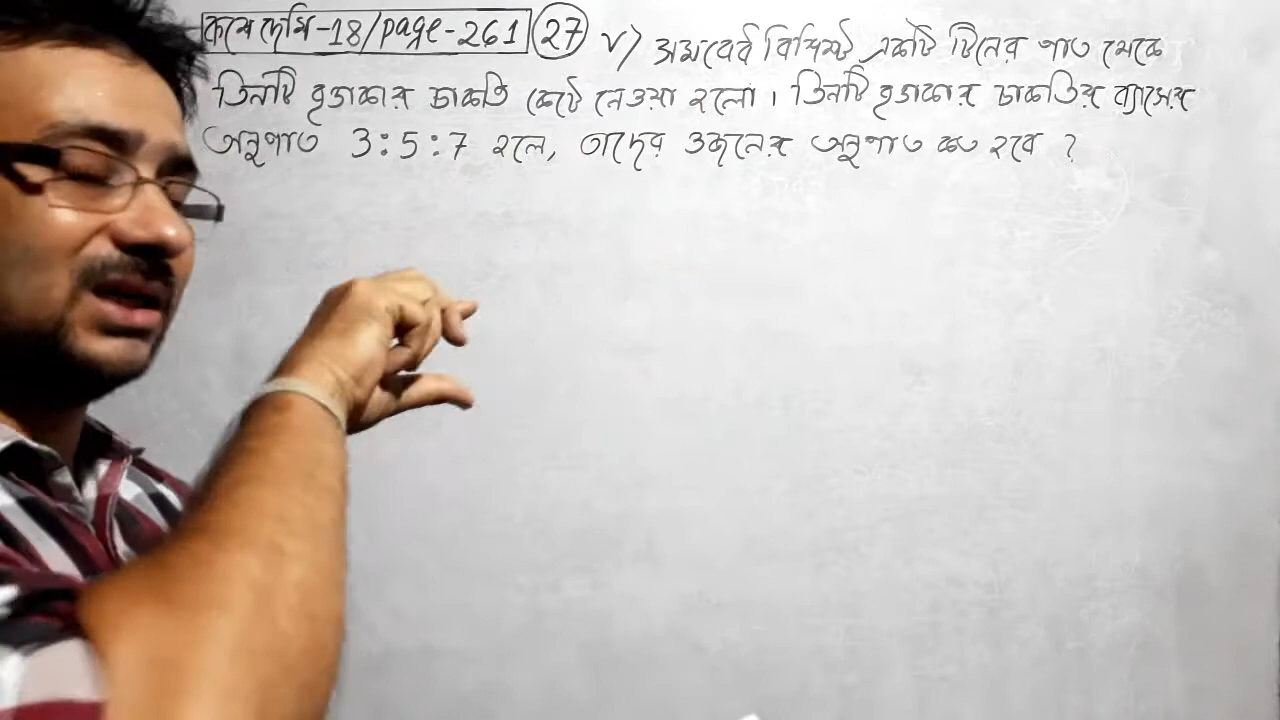 কষে দেখি-18/page-261 (27) v) সমবেধ বিশিষ্ট একটি টিনের পাত থেকে
তিনটি বৃত্তাকার চাকতি কেটে নেওয়া হলো। তিনটি বৃত্তাকার চাকতির ব্যাসের
অনুপাত 3:5:7 হলে, তাদের ওজনের অনুপাত কত হবে ?